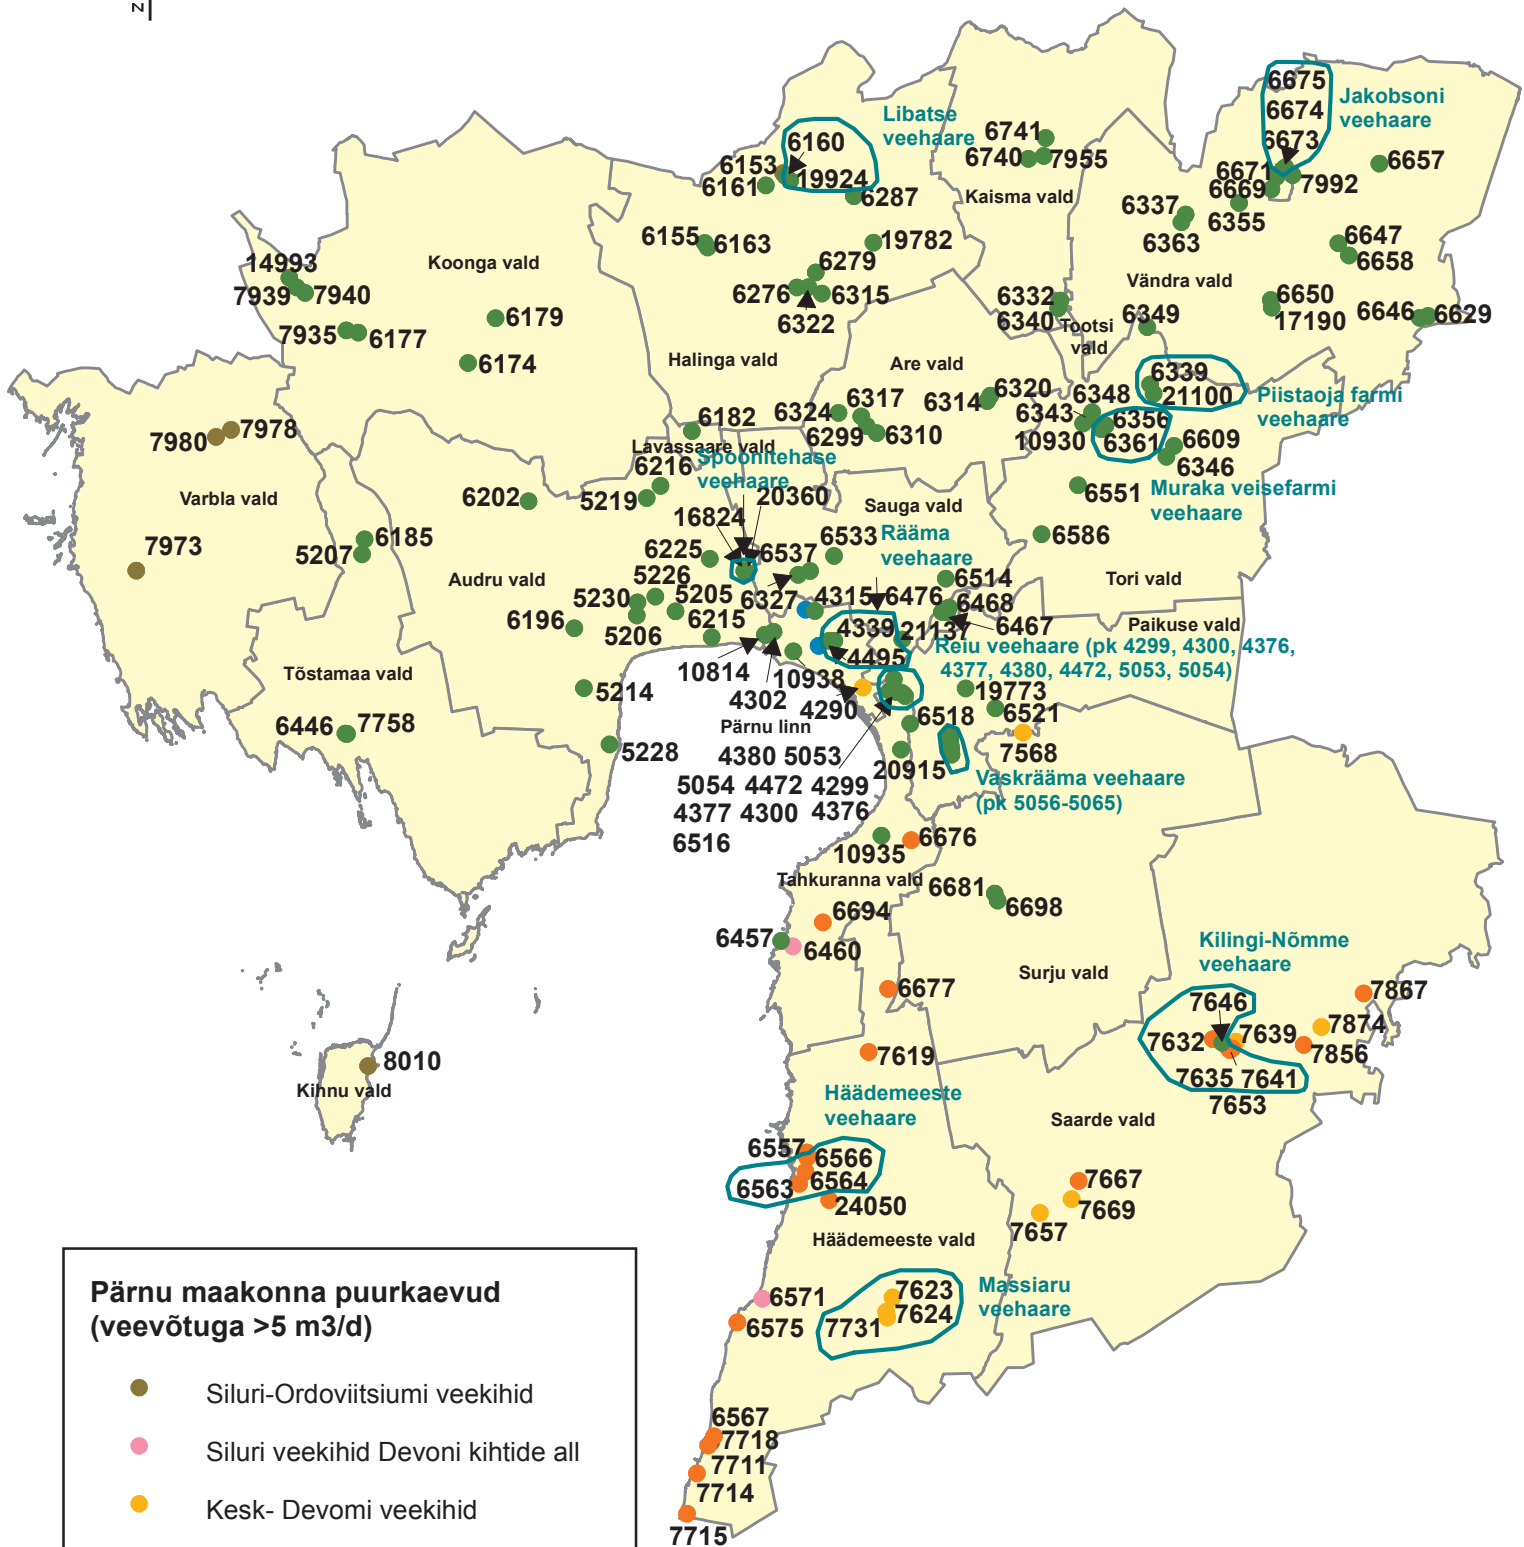 z
6675
6674
6673
Jakobsoni
veehaare
Libatse
veehaare
6160
6153
6161
19924
6287
6741
6740
7955
Kaisma vald
6671
6669
7992
6657
6355
6337
6363
6155
6163
19782
6279
6276
6315
6322
6647
6658
Vändra vald
14993
7939
7940
Koonga vald
7935
6177
6179
6174
Halinga vald
6332
6340
Tootsi
vald
6349
6650
17190
6646
6629
Are vald
6339
21100
Piistaoja farmi
veehaare
6320
6314
6348
6343
10930
6356
6361
6609
6346
6317
6324
6299
6310
6182
Lavassaare vald
7980
7978
Varbla vald
7973
6216
5219
6202
Spoonitehase
veehaare
20360
16824
Sauga vald
6551
Muraka veisefarmi
veehaare
6586
Rääma
veehaare
6533
6537
6185
5207
6225
5226
Audru vald
5230
5205
5206
6215
6196
6327
4315
6476
6514
6468
6467
Tori vald
Paikuse vald
4339
21137
4495
Reiu veehaare (pk 4299, 4300, 4376,
4377, 4380, 4472, 5053, 5054)
10814
4302
10938
4290
Pärnu linn
19773
6521
6518
7568
20915
Vaskrääma veehaare
(pk 5056-5065)
Tõstamaa vald
5214
6446
7758
5228
4380 5053
5054 4472 4299
4377 4300 4376
6516
10935
6676
Tahkuranna vald
6681
6698
6694
6457
6460
Surju vald
6677
Kilingi-Nõmme
veehaare
7646
7867
7874
7632
7639
7856
7635 7641
7653
7619
8010
Kihnu vald
Häädemeeste
veehaare
Saarde vald
6557
6566
6564
6563
24050
7667
7669
7657
Häädemeeste vald
Massiaru
veehaare
7623
7624
7731
6571
6575
6567
7718
7711
7714
7715
Pärnu maakonna puurkaevud
(veevõtuga >5 m3/d)
Siluri-Ordoviitsiumi veekihid
Siluri veekihid Devoni kihtide all
Kesk- Devomi veekihid